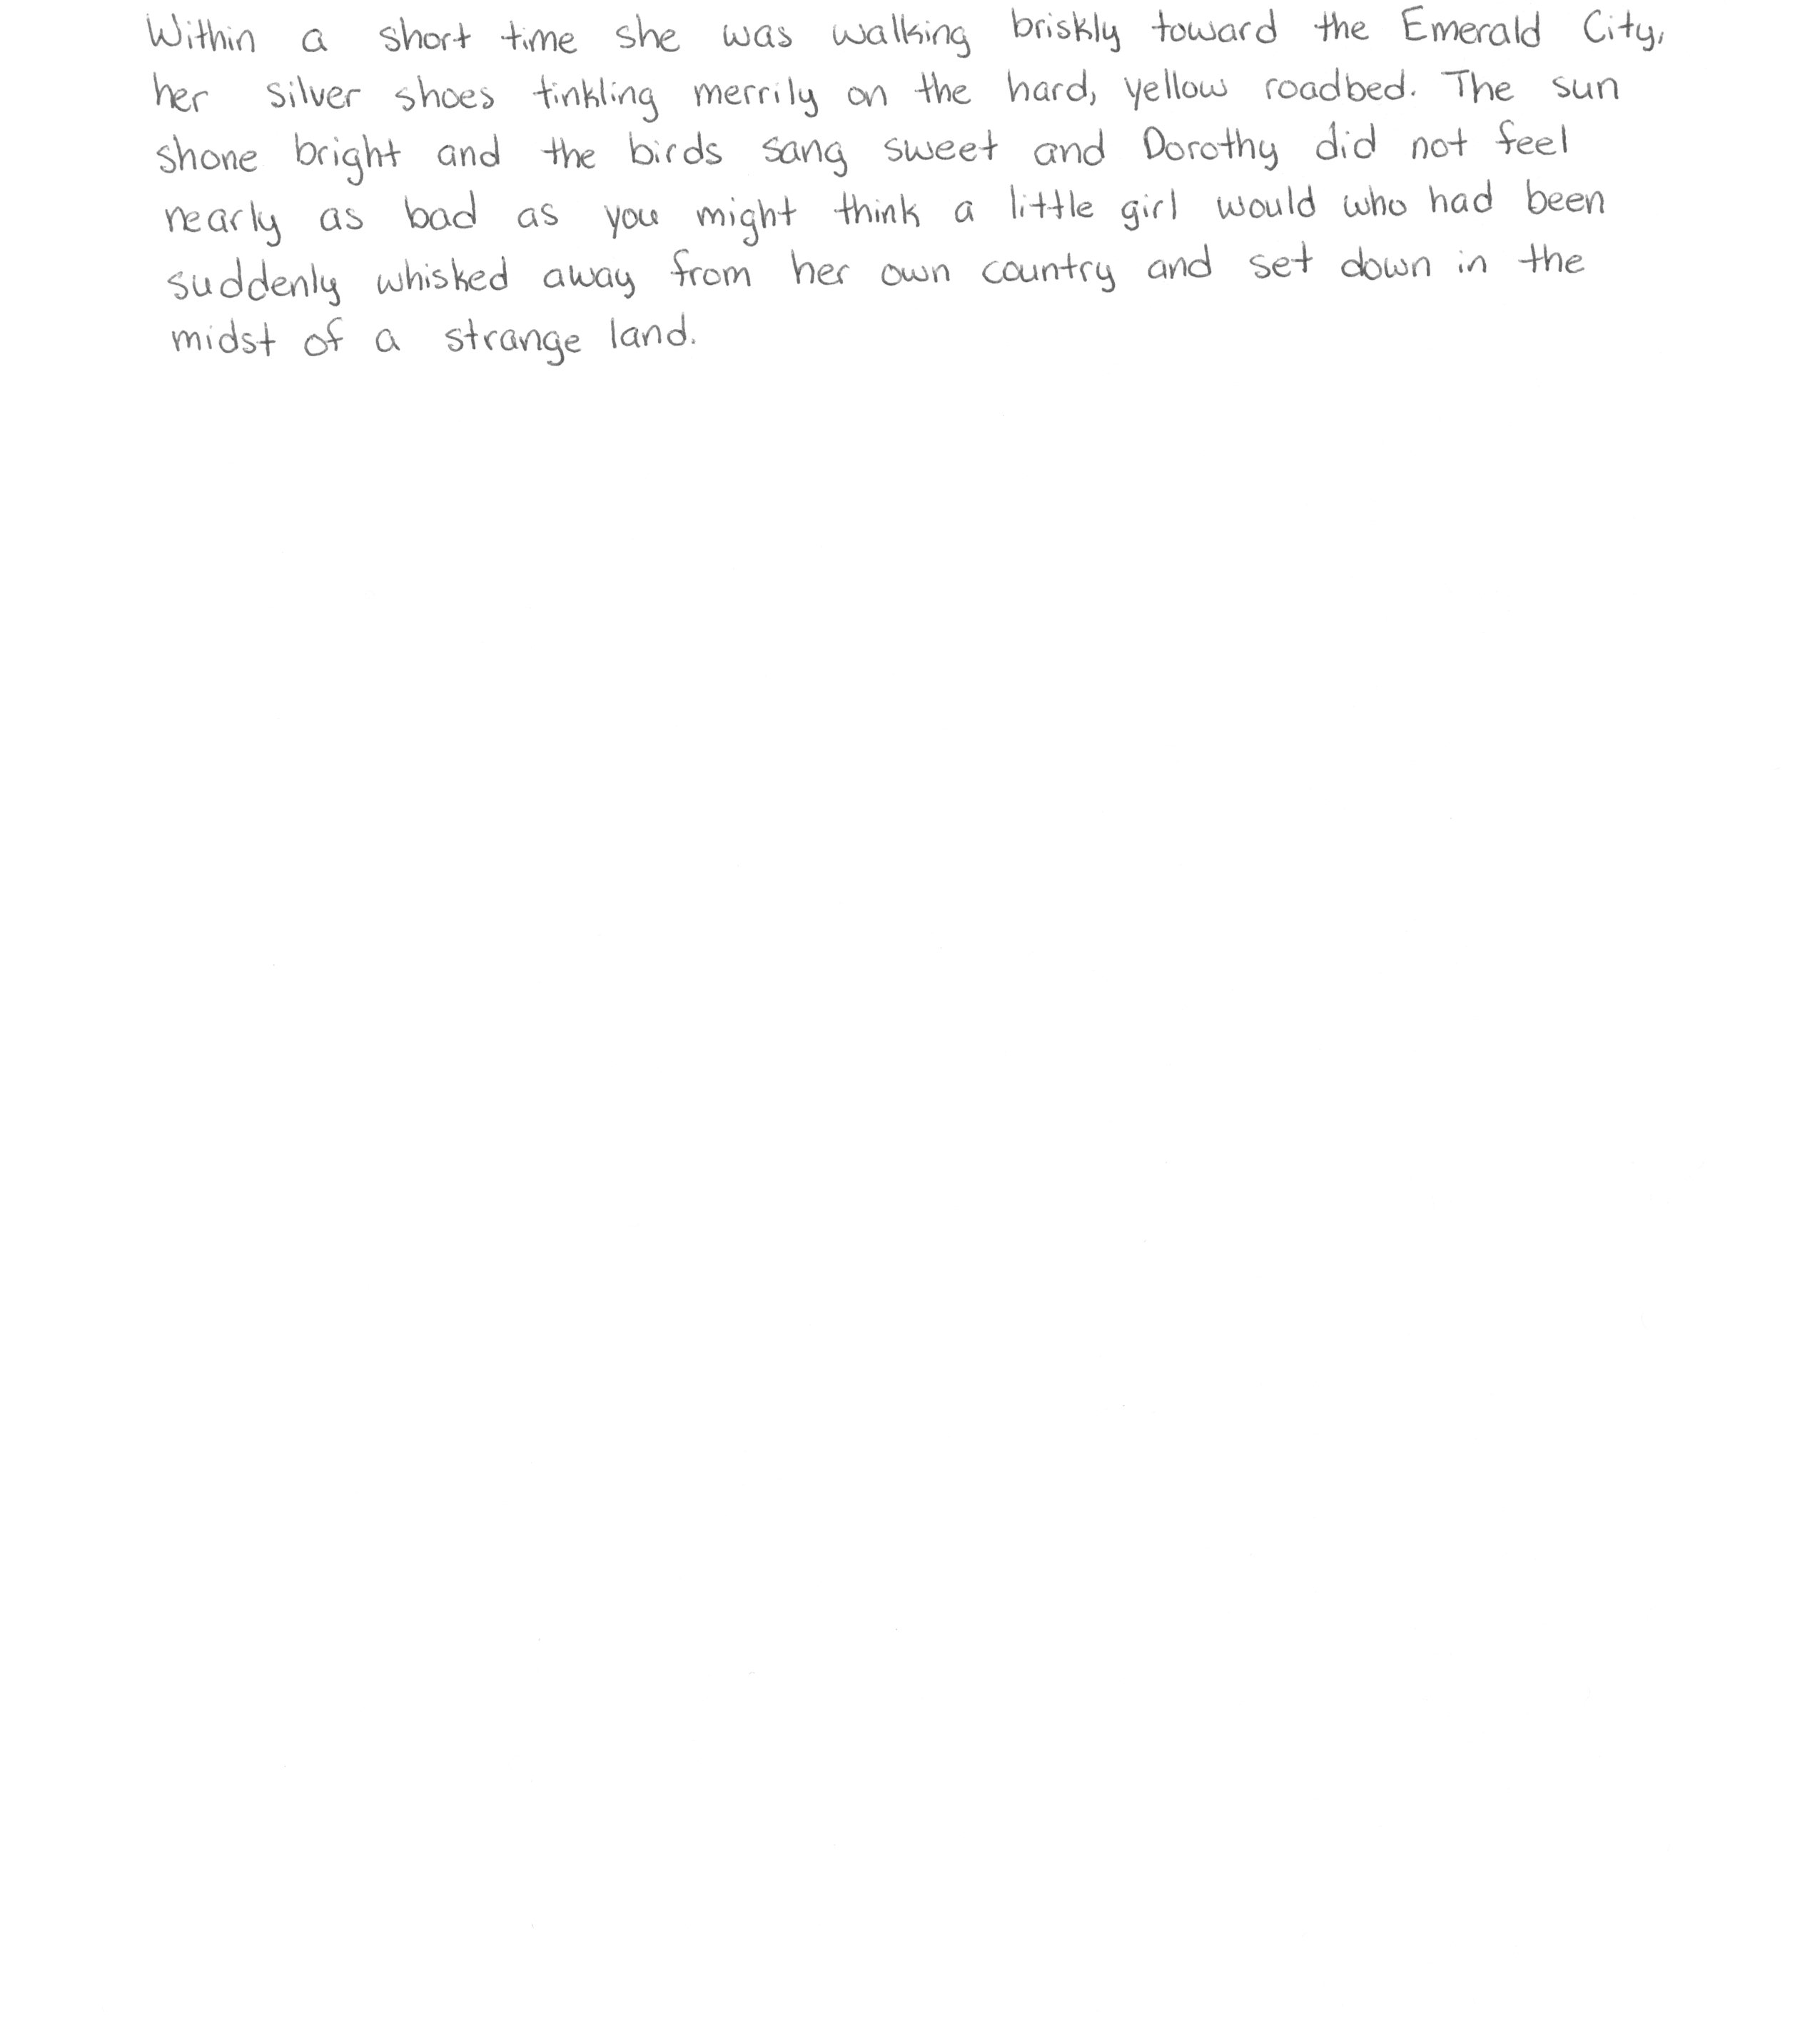 Within a short time she was walking briskly toward the Emerald City,
her silver shoes tinkling merrily on the hard, yellow roadbed. The sun
shone bright and the birds sang sweet and Dorothy did not feel
nearly as bad as you might think a little girl would who had been
suddenly whisked away from her own country and set down in the
midst of a strange land.